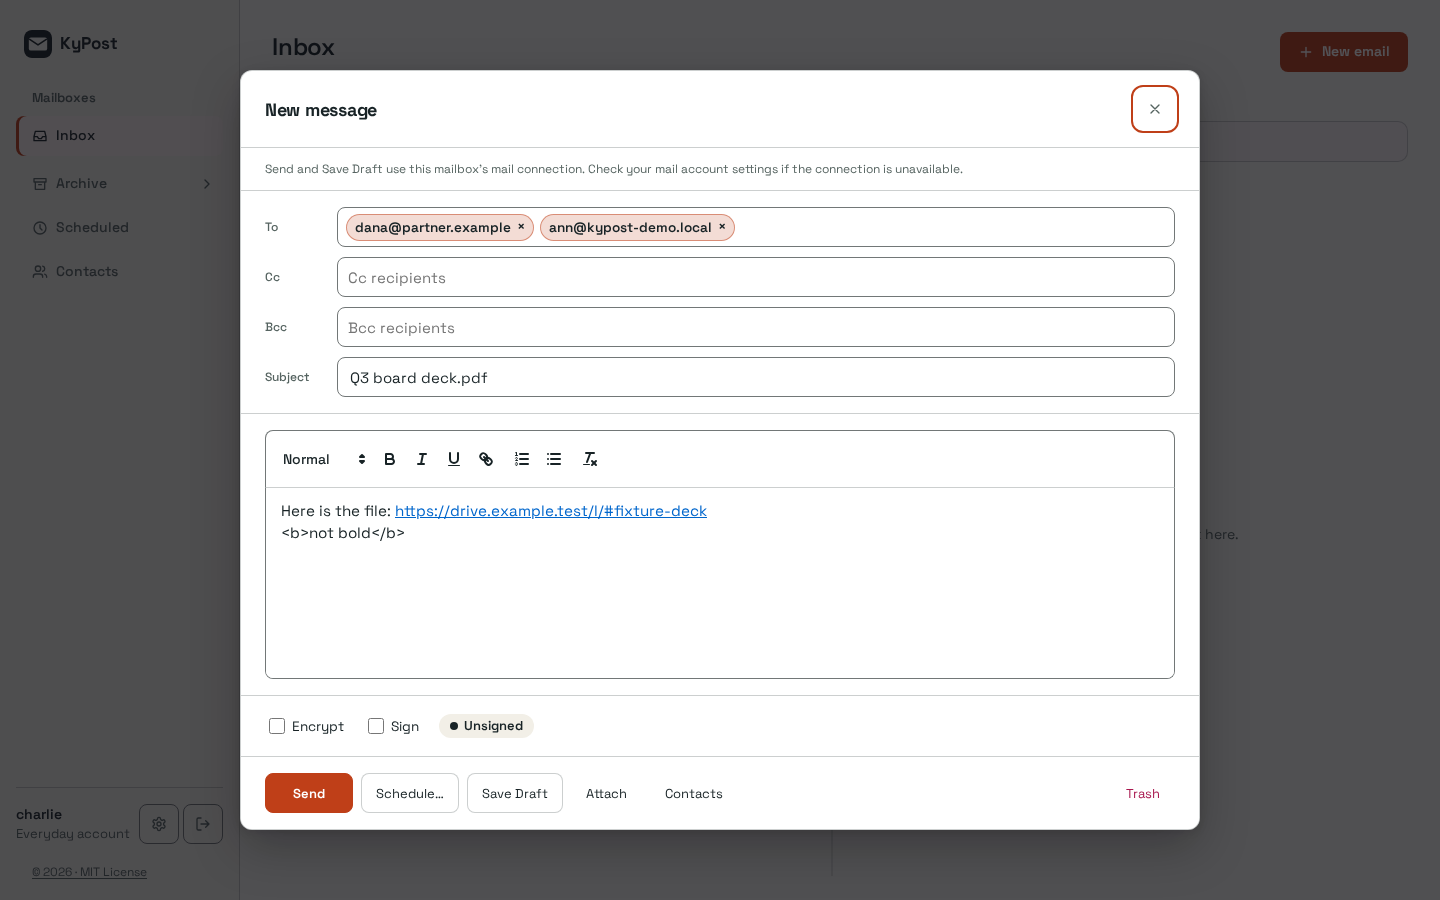 KyPost
Inbox
New email
Mailboxes
Inbox
Archive
Scheduled
Contacts
New message
Send and Save Draft use this mailbox's mail connection. Check your mail account settings if the connection is unavailable.
To
dana@partner.example ×
ann@kypost-demo.local ×
Cc
Cc recipients
Bcc
Bcc recipients
Subject
Q3 board deck.pdf
Normal
Here is the file: https://drive.example.test/l/#fixture-deck
<b>not bold</b>
here.
Encrypt
Sign
Unsigned
Send
Schedule...
Save Draft
Attach
Contacts
Trash
charlie
Everyday account
© 2026 · MIT License